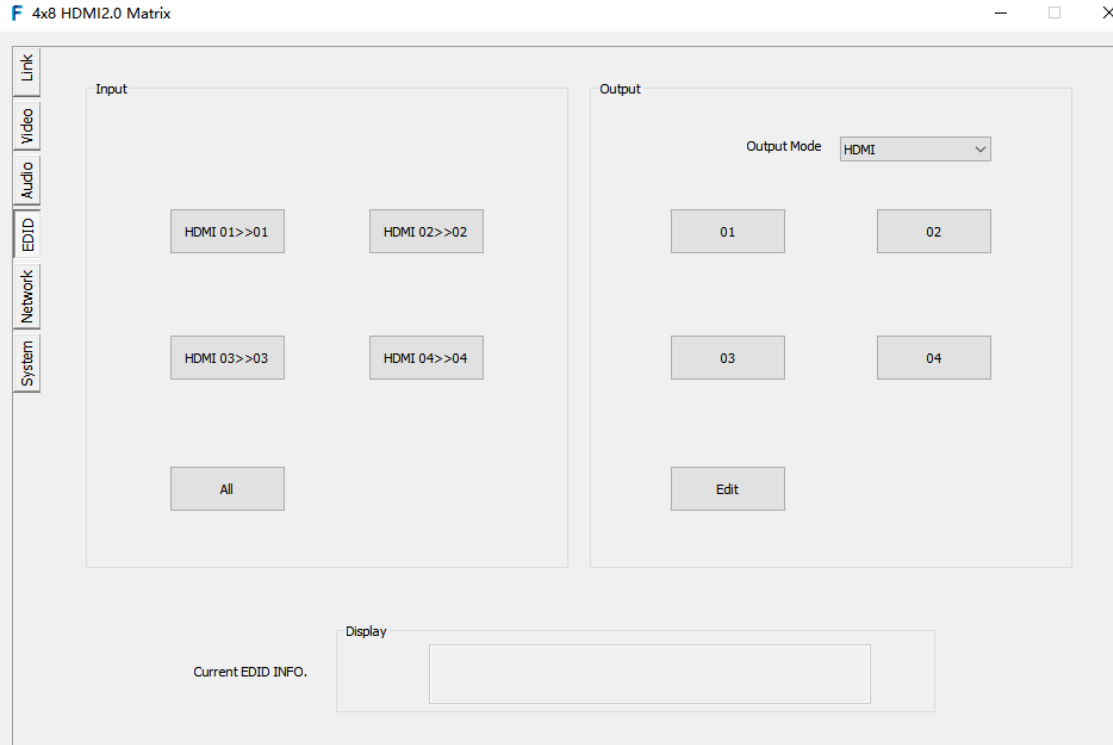 F 4x8 HDMI2.0 Matrix
Link
Video
Audio
EDID
Network
System
Input
HDMI 01>>01
HDMI 02>>02
HDMI 03>>03
HDMI 04>>04
All
Output
Output Mode
HDMI
01
02
03
04
Edit
Display
Current EDID INFO.